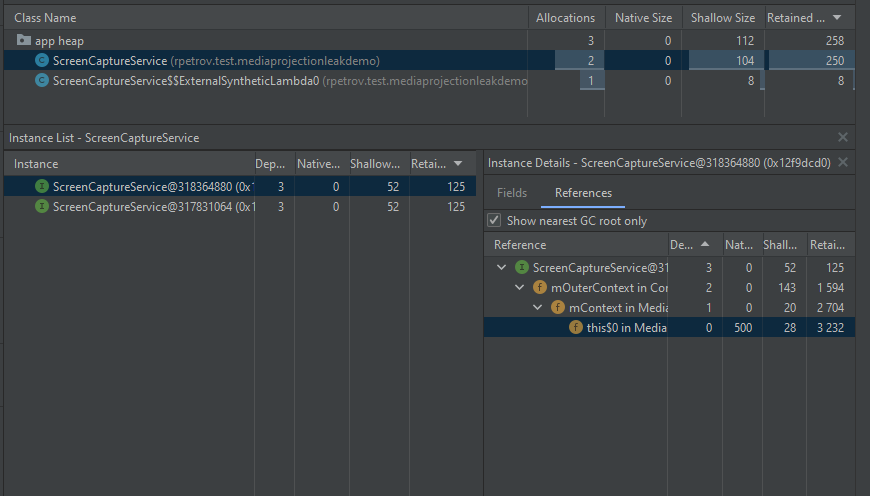 Class Name Allocations Native Size Shallow Size Retained ...
app heap 3 0 112 258
ScreenCaptureService (rpetrov.test.mediaprojectionleakdemo) 2 0 104 250
ScreenCaptureService$$ExternalSyntheticLambda0 (rpetrov.test.mediaprojectionleakdemo 1 0 8 8
Instance List - ScreenCaptureService
Instance Dep... Native... Shallow... Retai...
ScreenCaptureService@318364880 (0x1 3 0 52 125
ScreenCaptureService@317831064 (0x1 3 0 52 125
Instance Details - ScreenCaptureService@318364880 (0x12f9dcd0)
Fields References
Show nearest GC root only
Reference De... Nat... Shall... Retai...
ScreenCaptureService@31 3 0 52 125
mOuterContext in Cor 2 0 143 1 594
mContext in Media 1 0 20 2 704
this$0 in Media 0 500 28 3 232